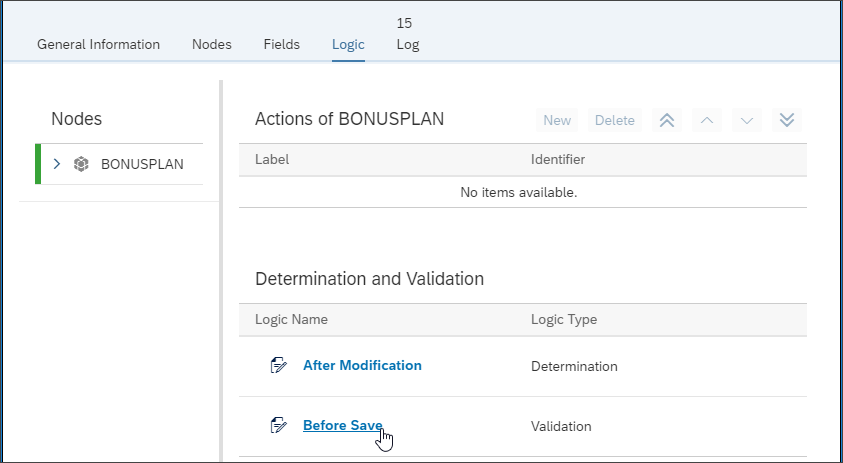 15
General Information Nodes Fields Logic Log
Nodes
BONUSPLAN
Actions of BONUSPLAN New Delete
Label Identifier
No items available.
Determination and Validation
Logic Name Logic Type
After Modification Determination
Before Save Validation